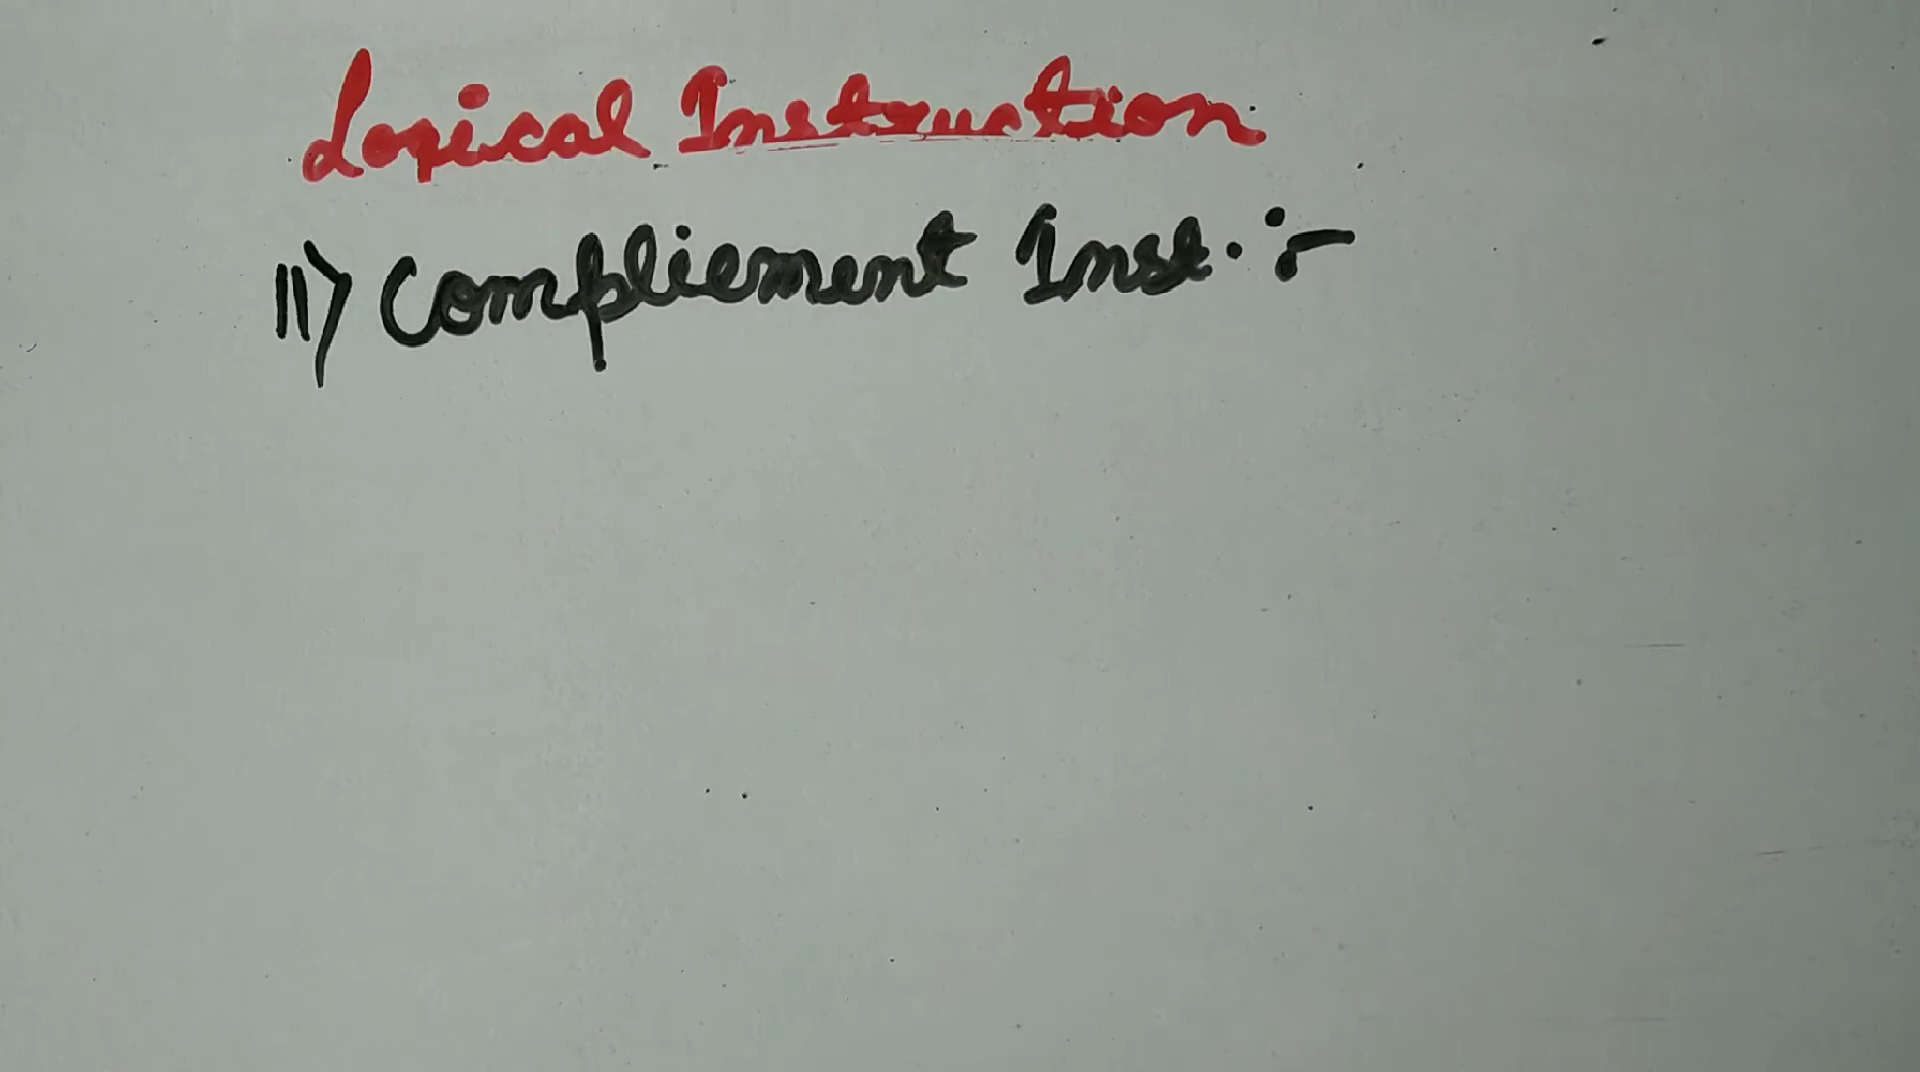 Logical Instruction
11) Compliement Inst. :-